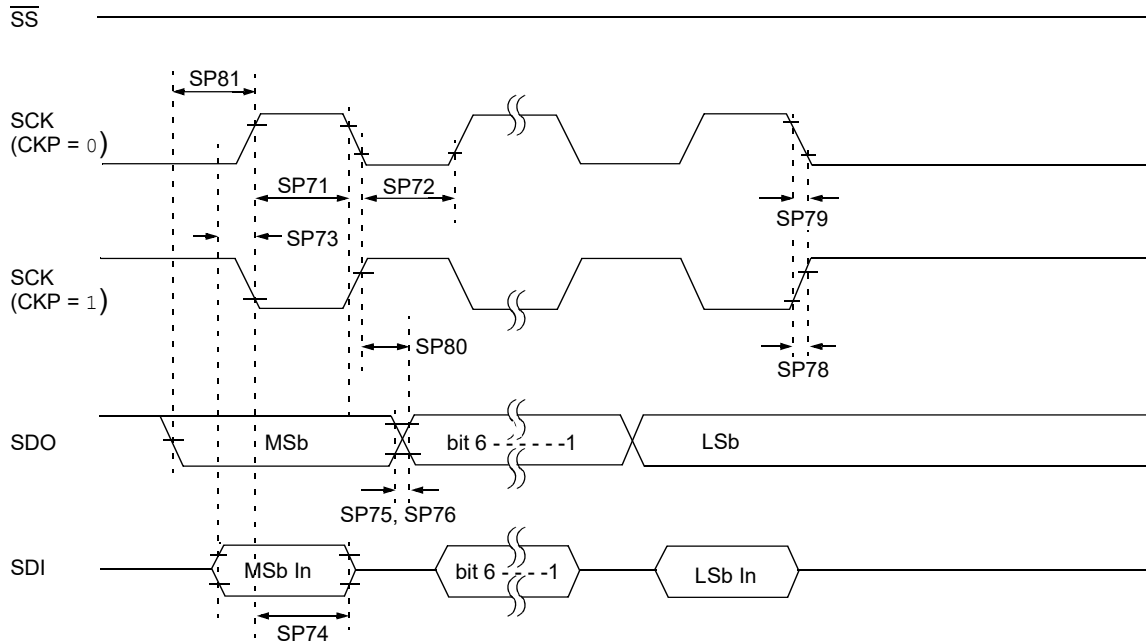 SS
SP81
SCK
(CKP = 0)
SP71
SP72
SP79
SP73
SCK
(CKP = 1)
SP80
SP78
SDO
MSb
bit 6 - - - - - - -1
LSb
SP75, SP76
SDI
MSb In
bit 6 - - - - -1
LSb In
SP74